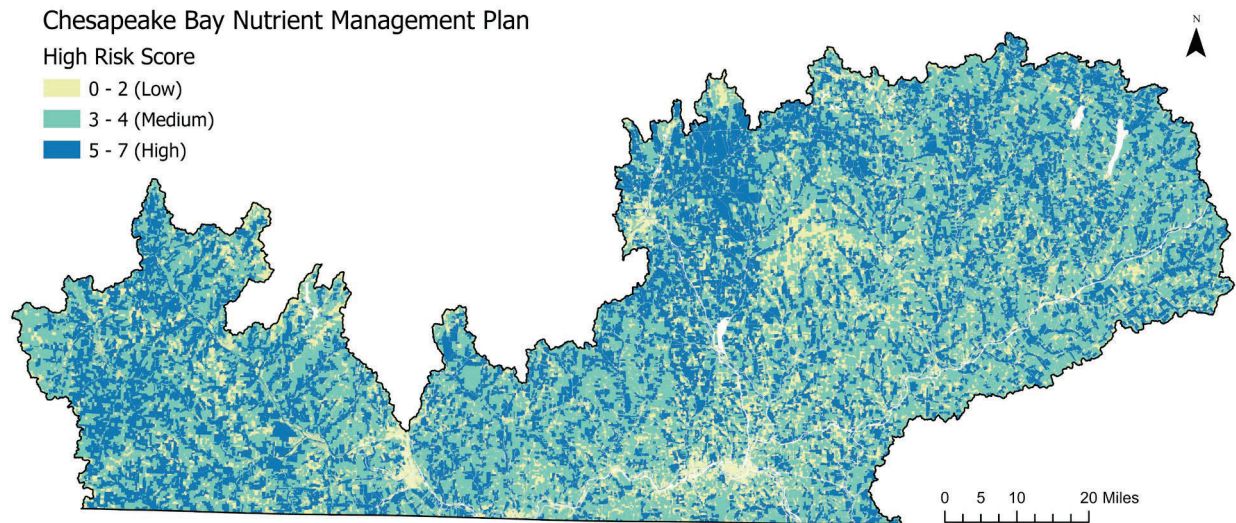 Chesapeake Bay Nutrient Management Plan
High Risk Score
0 - 2 (Low)
3 - 4 (Medium)
5 - 7 (High)
N
0 5 10 20 Miles